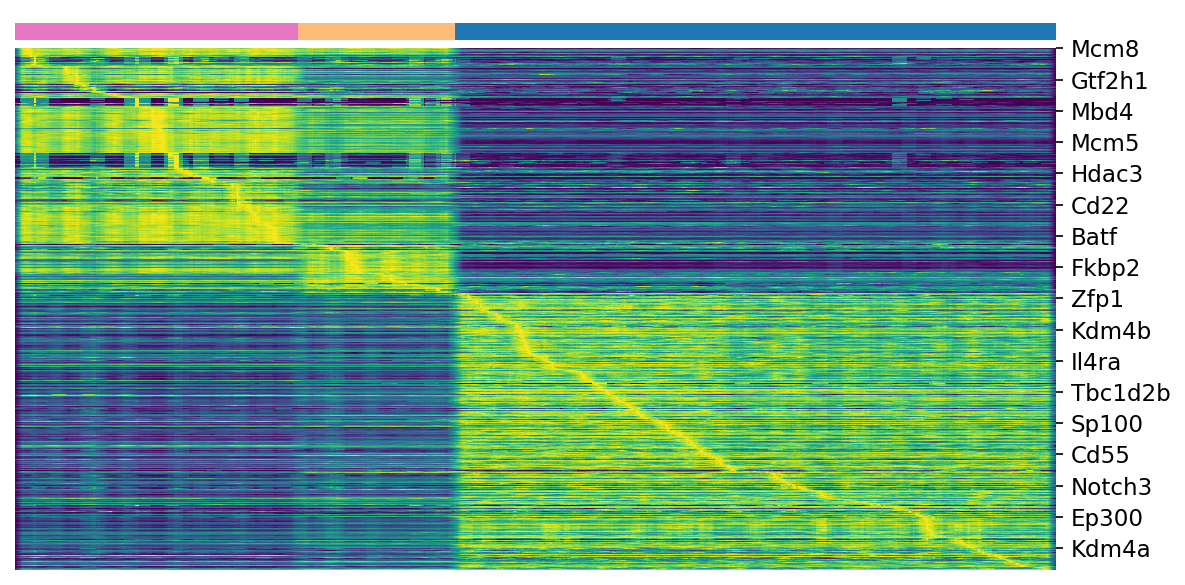 Mcm8
Gtf2h1
Mbd4
Mcm5
Hdac3
Cd22
Batf
Fkbp2
Zfp1
Kdm4b
Il4ra
Tbc1d2b
Sp100
Cd55
Notch3
Ep300
Kdm4a